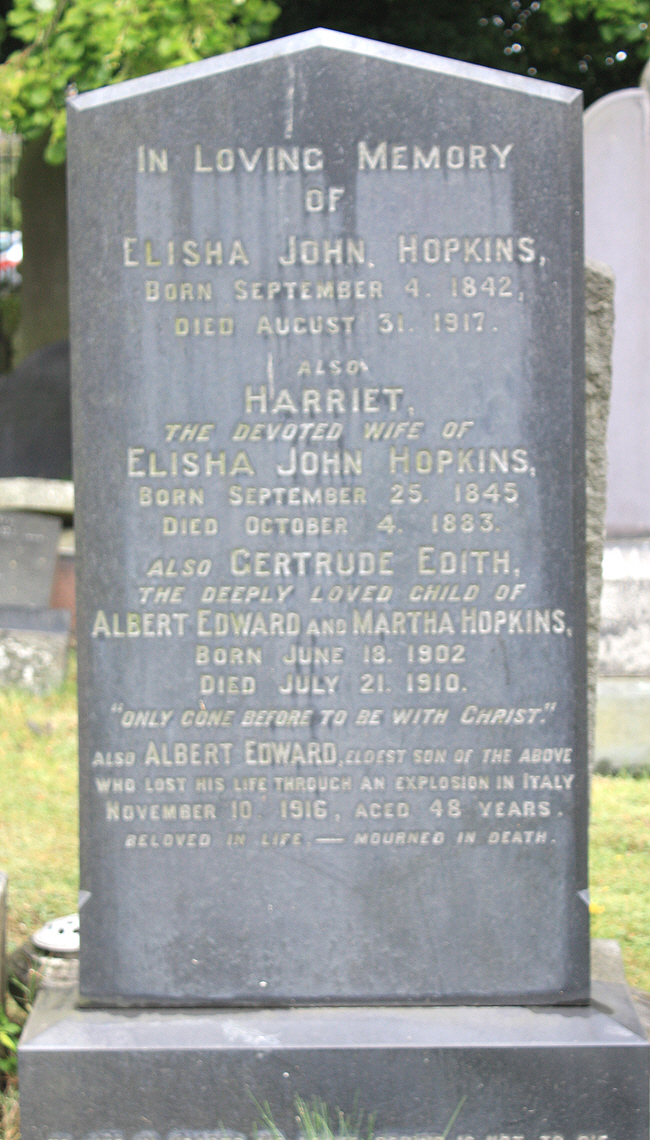 IN LOVING MEMORY
OF
ELISHA JOHN HOPKINS,
BORN SEPTEMBER 4. 1842,
DIED AUGUST 31. 1917.
ALSO
HARRIET,
THE DEVOTED WIFE OF
ELISHA JOHN HOPKINS,
BORN SEPTEMBER 25. 1845
DIED OCTOBER 4. 1883.
ALSO GERTRUDE EDITH,
THE DEEPLY LOVED CHILD OF
ALBERT EDWARD AND MARTHA HOPKINS,
BORN JUNE 18. 1902
DIED JULY 21. 1910.
"ONLY GONE BEFORE TO BE WITH CHRIST."
ALSO ALBERT EDWARD, ELDEST SON OF THE ABOVE
WHO LOST HIS LIFE THROUGH AN EXPLOSION IN ITALY
NOVEMBER 10, 1916, AGED 48 YEARS.
BELOVED IN LIFE — MOURNED IN DEATH.